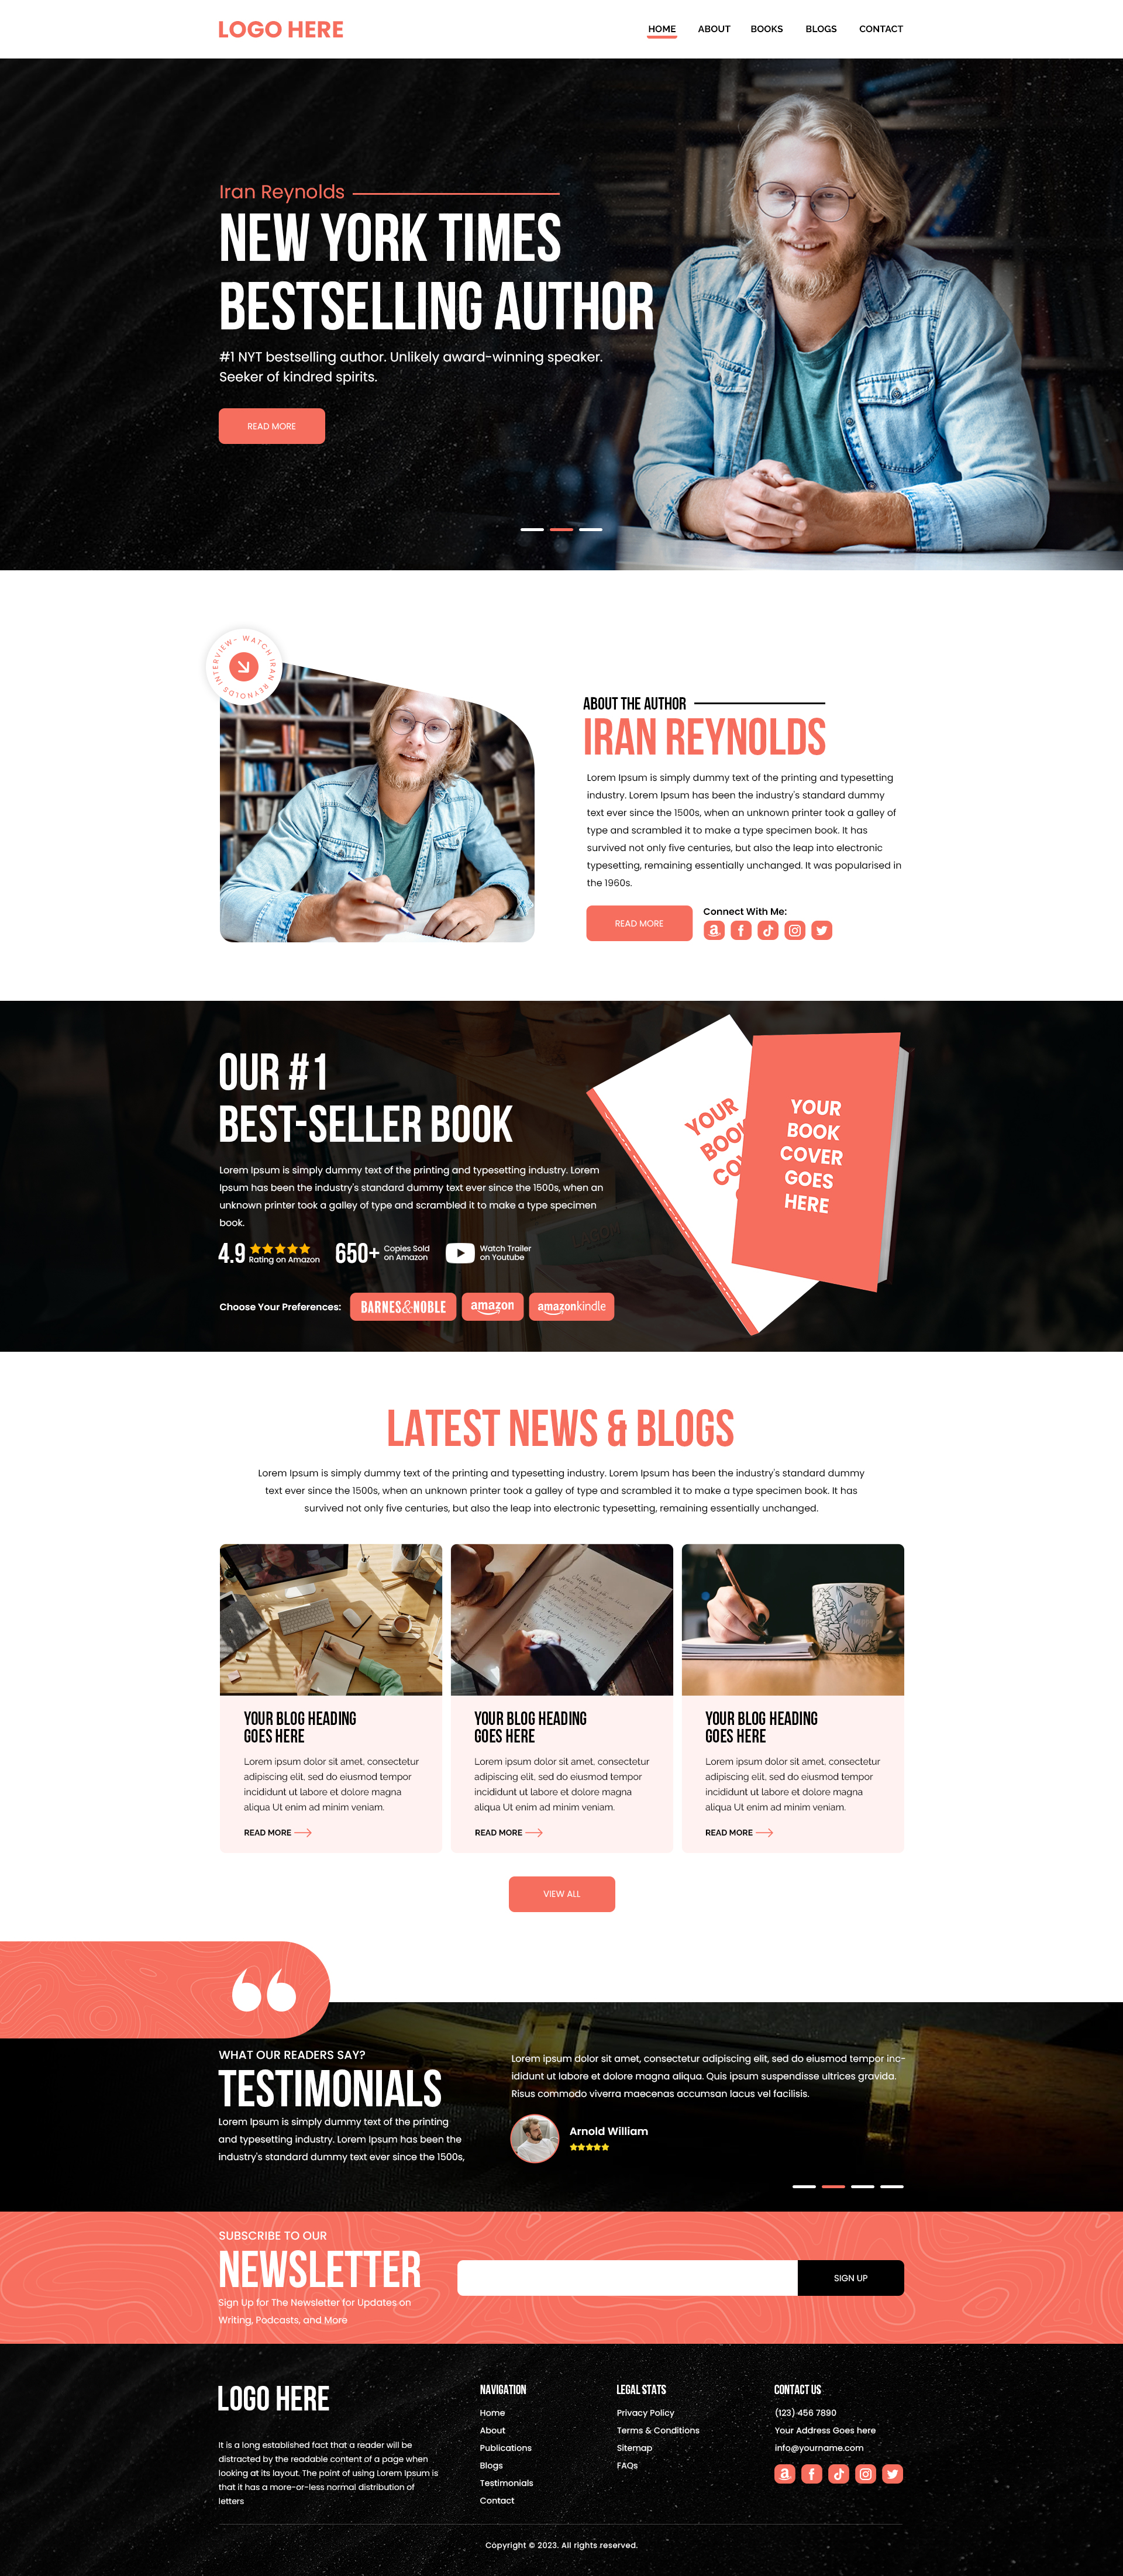 LOGO HERE
HOME ABOUT BOOKS BLOGS CONTACT
Iran Reynolds
NEW YORK TIMES
BESTSELLING AUTHOR
#1 NYT bestselling author. Unlikely award-winning speaker.
Seeker of kindred spirits.
READ MORE
WATCH IRAN REYNOLDS INTERVIEW-
ABOUT THE AUTHOR
IRAN REYNOLDS
Lorem Ipsum is simply dummy text of the printing and typesetting
industry. Lorem Ipsum has been the industry's standard dummy
text ever since the 1500s, when an unknown printer took a galley of
type and scrambled it to make a type specimen book. It has
survived not only five centuries, but also the leap into electronic
typesetting, remaining essentially unchanged. It was popularised in
the 1960s.
READ MORE
Connect With Me:
OUR #1
BEST-SELLER BOOK
Lorem Ipsum is simply dummy text of the printing and typesetting industry. Lorem
Ipsum has been the industry's standard dummy text ever since the 1500s, when an
unknown printer took a galley of type and scrambled it to make a type specimen
book.
4.9 Rating on Amazon
650+ Copies Sold
on Amazon
Watch Trailer
on Youtube
Choose Your Preferences: BARNES&NOBLE amazon amazonkindle
YOUR
BOOK
COVER
GOES
HERE
LATEST NEWS & BLOGS
Lorem Ipsum is simply dummy text of the printing and typesetting industry. Lorem Ipsum has been the industry's standard dummy
text ever since the 1500s, when an unknown printer took a galley of type and scrambled it to make a type specimen book. It has
survived not only five centuries, but also the leap into electronic typesetting, remaining essentially unchanged.
YOUR BLOG HEADING
GOES HERE
Lorem ipsum dolor sit amet, consectetur
adipiscing elit, sed do eiusmod tempor
incididunt ut labore et dolore magna
aliqua Ut enim ad minim veniam.
READ MORE
YOUR BLOG HEADING
GOES HERE
Lorem ipsum dolor sit amet, consectetur
adipiscing elit, sed do eiusmod tempor
incididunt ut labore et dolore magna
aliqua Ut enim ad minim veniam.
READ MORE
YOUR BLOG HEADING
GOES HERE
Lorem ipsum dolor sit amet, consectetur
adipiscing elit, sed do eiusmod tempor
incididunt ut labore et dolore magna
aliqua Ut enim ad minim veniam.
READ MORE
VIEW ALL
WHAT OUR READERS SAY?
TESTIMONIALS
Lorem Ipsum is simply dummy text of the printing
and typesetting industry. Lorem Ipsum has been the
industry's standard dummy text ever since the 1500s,
Lorem ipsum dolor sit amet, consectetur adipiscing elit, sed do eiusmod tempor inc-
ididunt ut labore et dolore magna aliqua. Quis ipsum suspendisse ultrices gravida.
Risus commodo viverra maecenas accumsan lacus vel facilisis.
Arnold William
SUBSCRIBE TO OUR
NEWSLETTER
Sign Up for The Newsletter for Updates on
Writing, Podcasts, and More
SIGN UP
LOGO HERE
It is a long established fact that a reader will be
distracted by the readable content of a page when
looking at its layout. The point of using Lorem Ipsum is
that it has a more-or-less normal distribution of
letters
NAVIGATION
Home
About
Publications
Blogs
Testimonials
Contact
LEGAL STATS
Privacy Policy
Terms & Conditions
Sitemap
FAQs
CONTACT US
(123) 456 7890
Your Address Goes here
info@yourname.com
Copyright © 2023. All rights reserved.